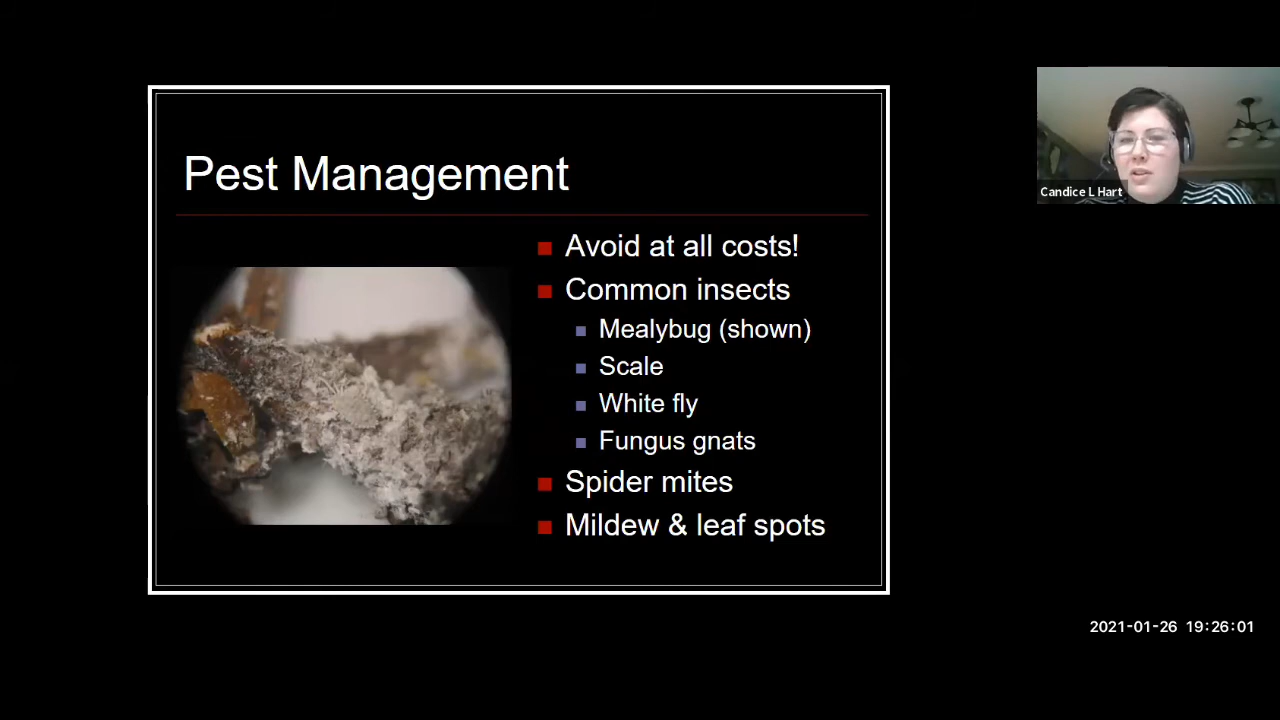 Pest Management
Avoid at all costs!
Common insects
Mealybug (shown)
Scale
White fly
Fungus gnats
Spider mites
Mildew & leaf spots
Candice L Hart
2021-01-26 19:26:01